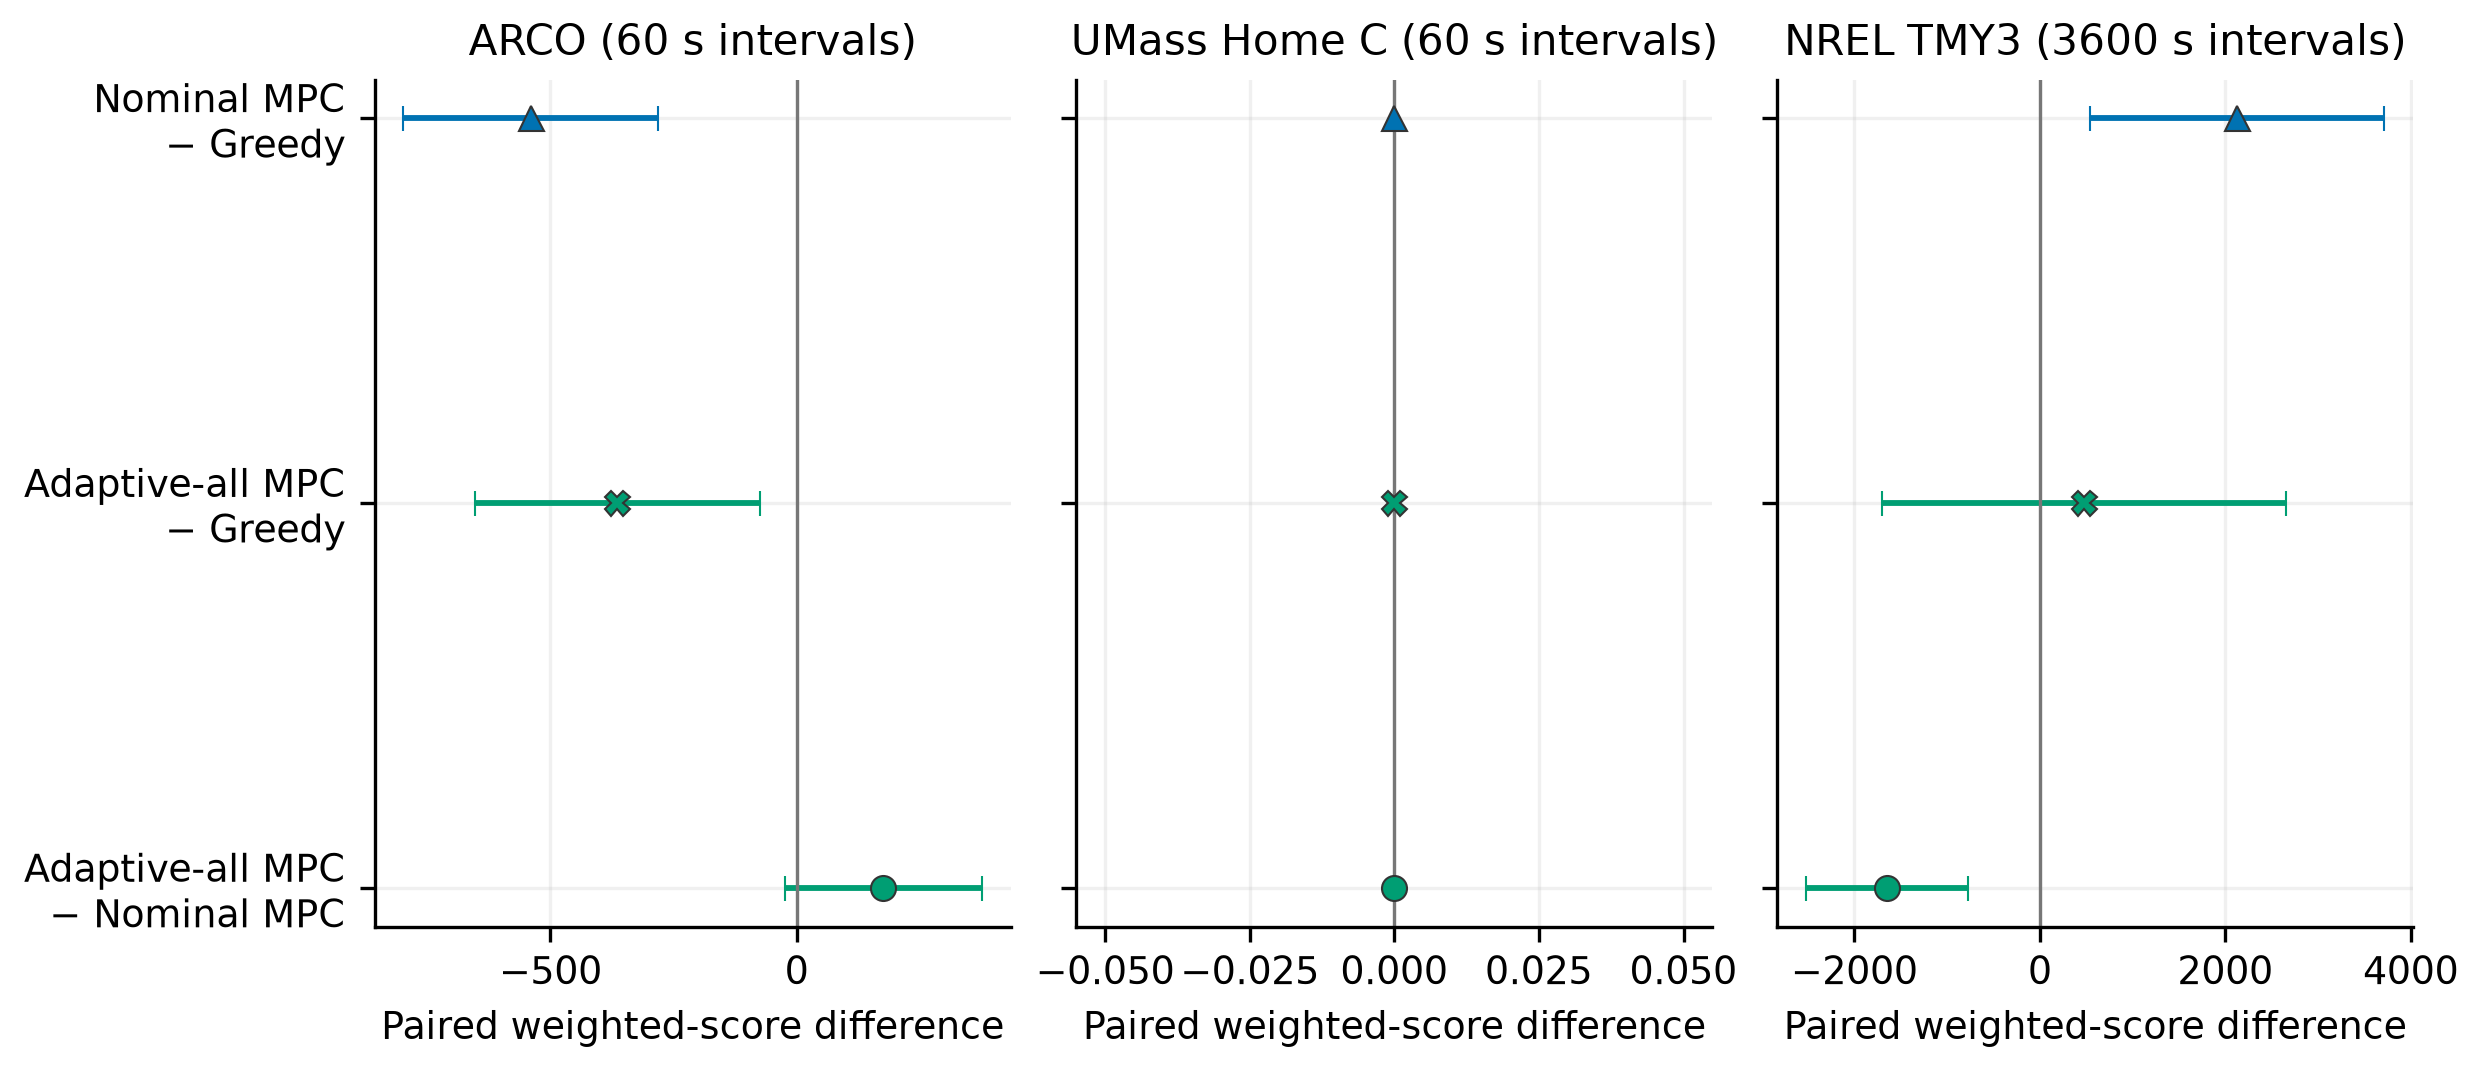 ARCO (60 s intervals)
UMass Home C (60 s intervals)
NREL TMY3 (3600 s intervals)
Nominal MPC
− Greedy
Adaptive-all MPC
− Greedy
Adaptive-all MPC
− Nominal MPC
−500 0
−0.050 −0.025 0.000 0.025 0.050
−2000 0 2000 4000
Paired weighted-score difference
Paired weighted-score difference
Paired weighted-score difference